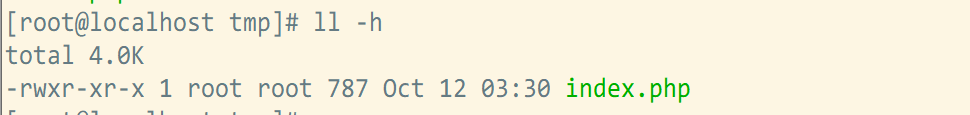 [root@localhost tmp]# ll -h
total 4.0K
-rwxr-xr-x 1 root root 787 Oct 12 03:30 index.php